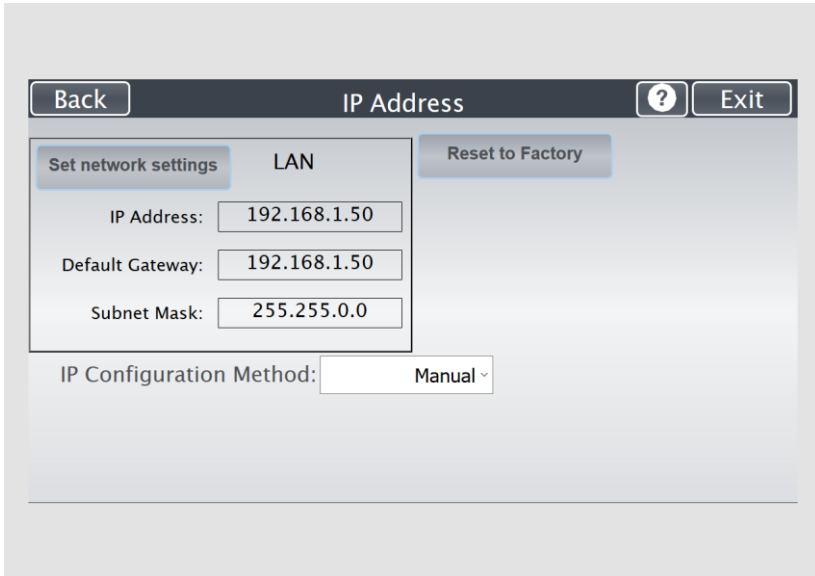 Back IP Address ? Exit
Set network settings LAN Reset to Factory
IP Address: 192.168.1.50
Default Gateway: 192.168.1.50
Subnet Mask: 255.255.0.0
IP Configuration Method: Manual